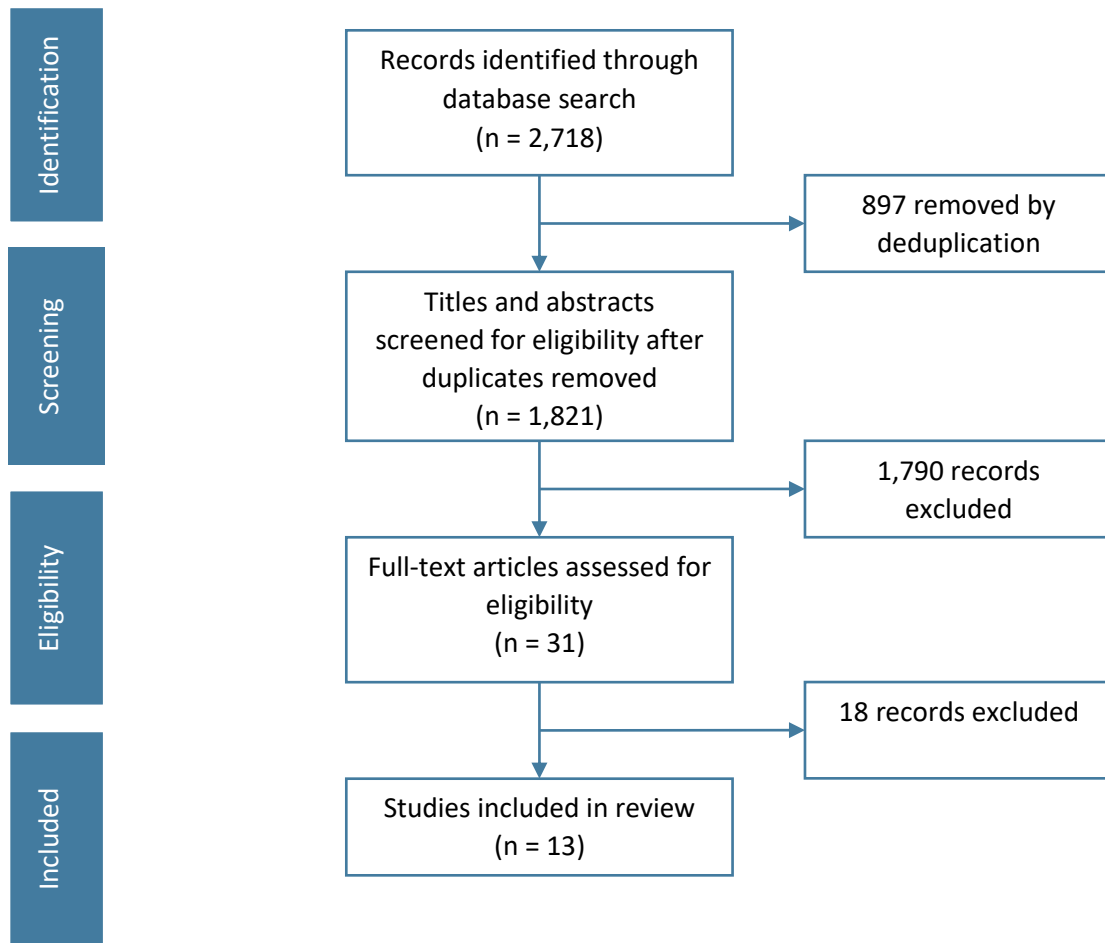 Identification
Records identified through
database search
(n = 2,718)
897 removed by
deduplication
Screening
Titles and abstracts
screened for eligibility after
duplicates removed
(n = 1,821)
1,790 records
excluded
Eligibility
Full-text articles assessed for
eligibility
(n = 31)
18 records excluded
Included
Studies included in review
(n = 13)